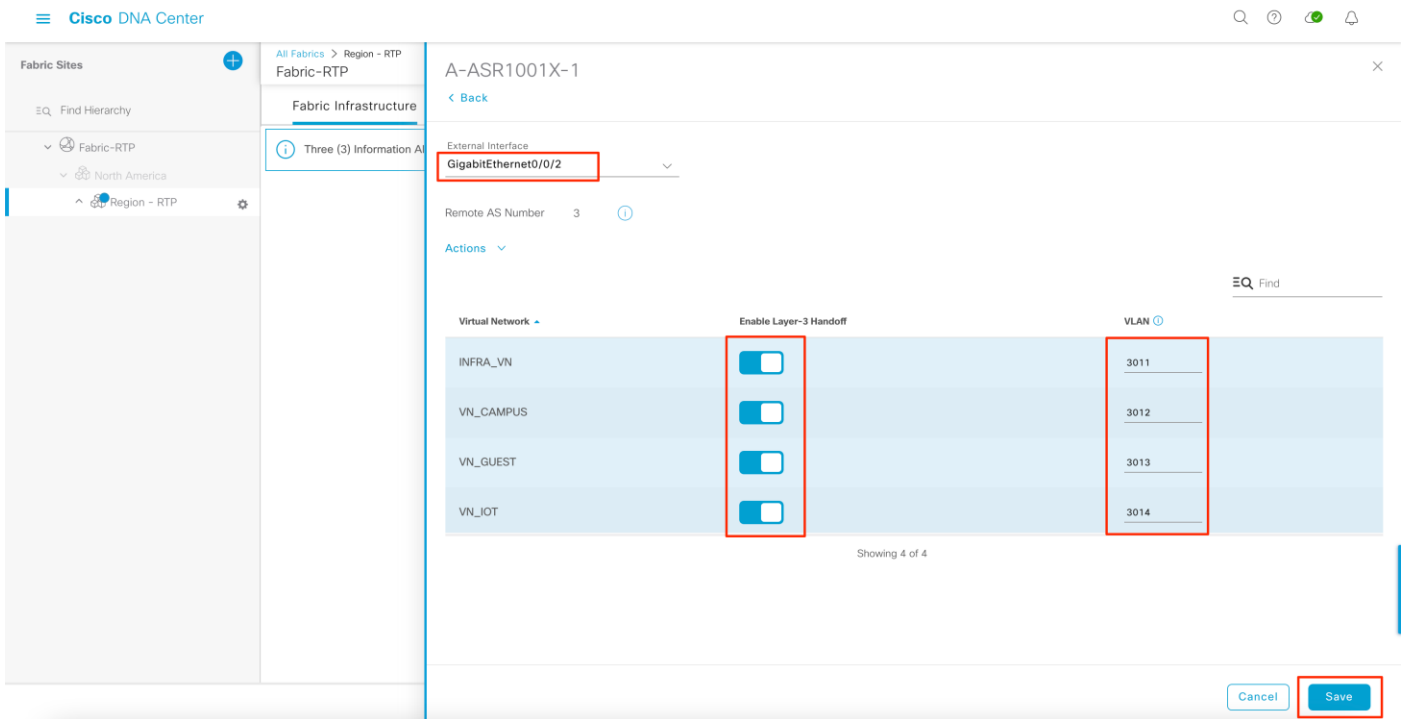 Cisco DNA Center
Fabric Sites
Find Hierarchy
Fabric-RTP
North America
Region - RTP
All Fabrics > Region - RTP
Fabric-RTP
Fabric Infrastructure
Three (3) Information Al
A-ASR1001X-1
< Back
External Interface
GigabitEthernet0/0/2
Remote AS Number 3
Actions
Find
Virtual Network Enable Layer-3 Handoff VLAN
INFRA_VN 3011
VN_CAMPUS 3012
VN_GUEST 3013
VN_IOT 3014
Showing 4 of 4
Cancel Save